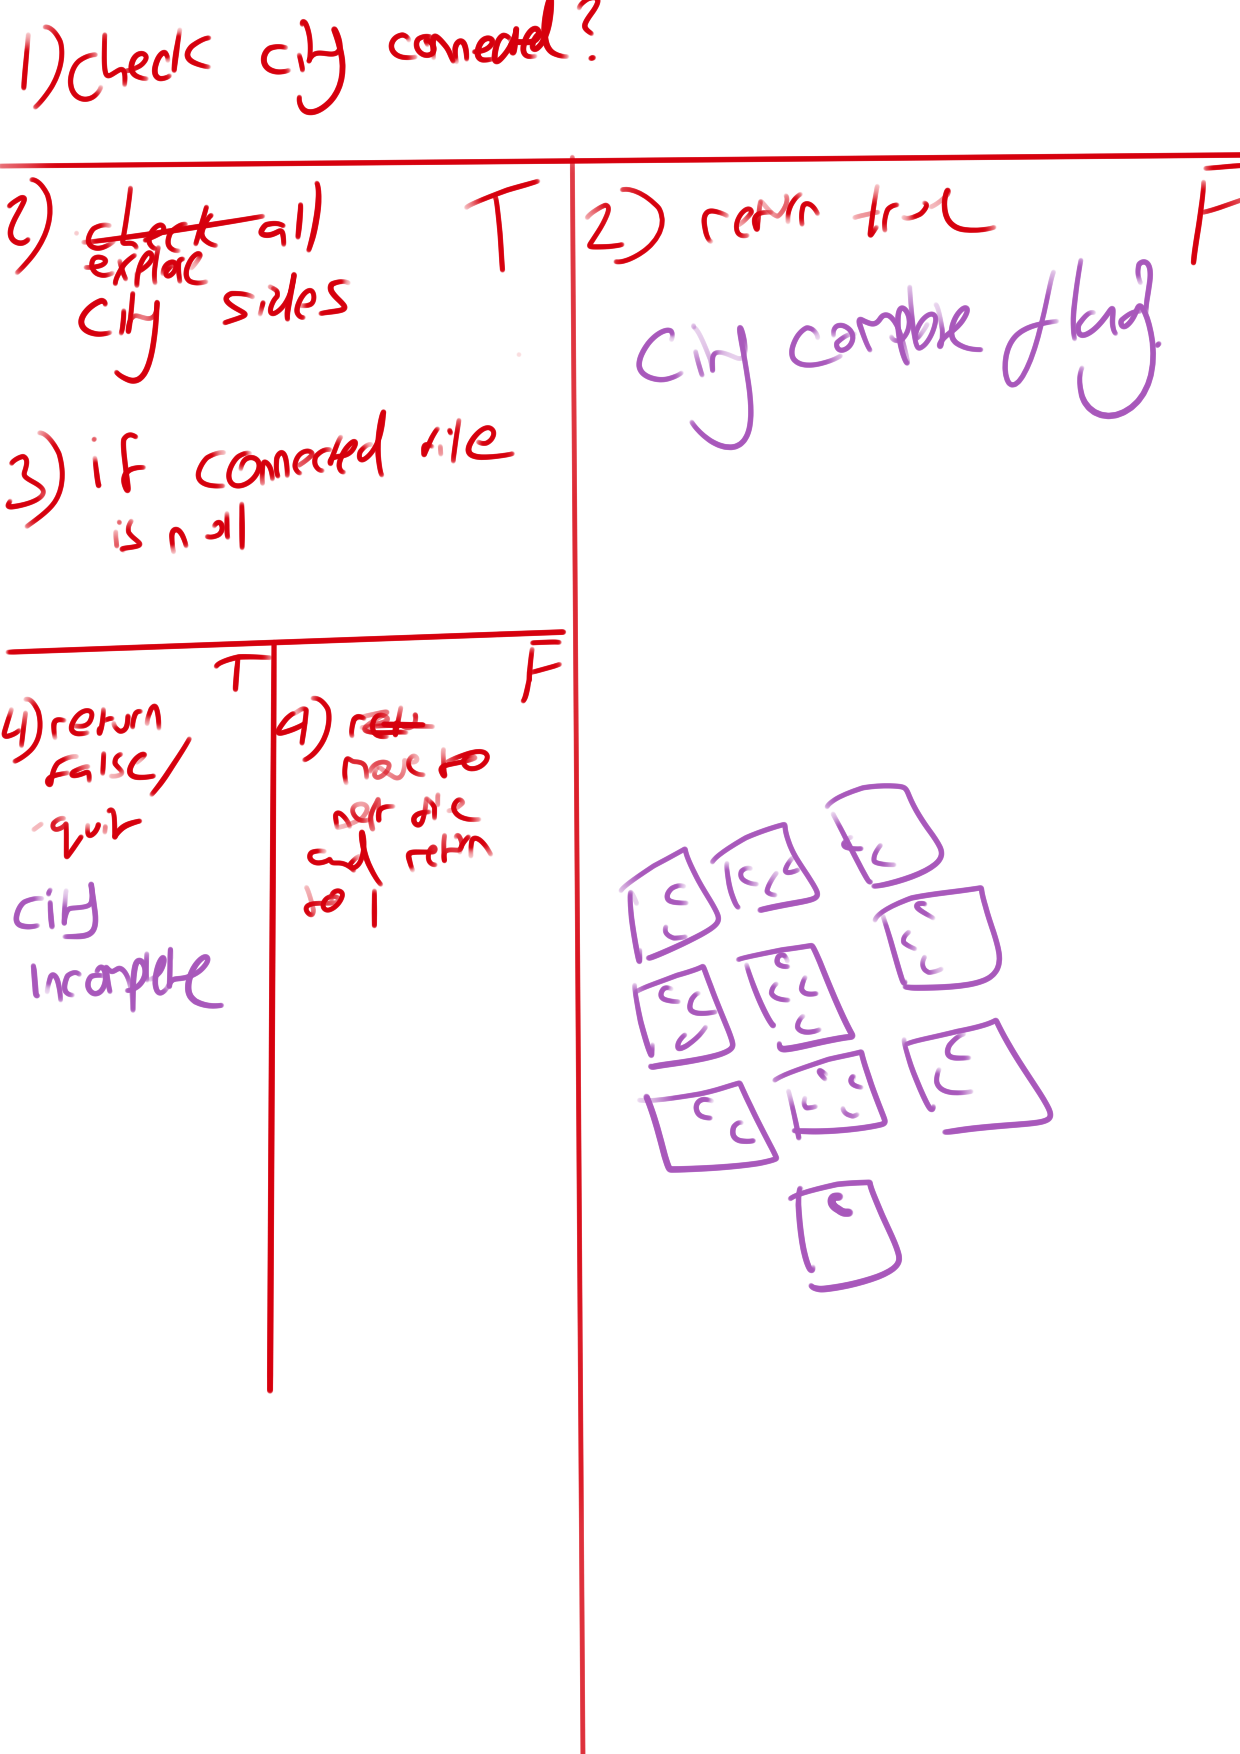 1) check city connected?
2) check all T
explore
city sides
3) if connected tile
is null
T
4) return
false/
quit
city
incomplete
F
4) ret
move to
next tile
and return
to 1
2) return true F
city complete flag?
c
c
c c c
c c
c
c
c
c c
c
c
c c
c
c
c
c
c
c c
c c
c